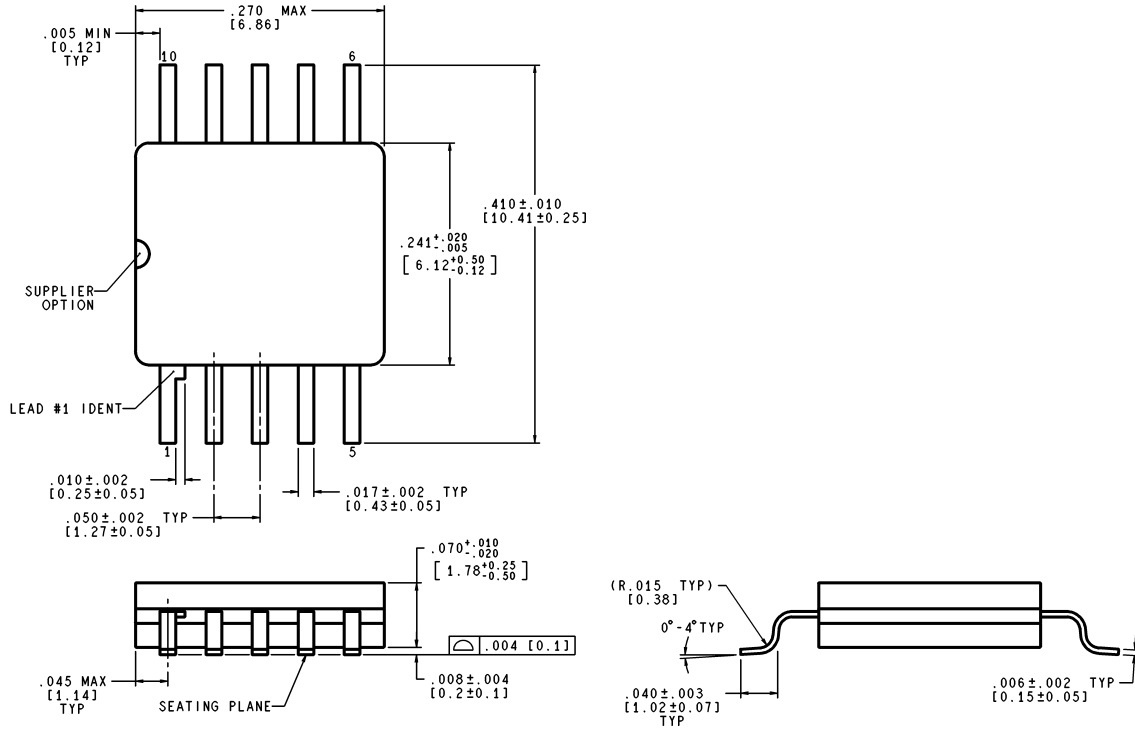 .270 MAX
[6.86]
.005 MIN
[0.12]
TYP
10
6
.410±.010
[10.41±0.25]
.241+.020
-.005
[6.12+0.50
-0.12]
SUPPLIER
OPTION
LEAD #1 IDENT
1
5
.010±.002
[0.25±0.05]
.017±.002 TYP
[0.43±0.05]
.050±.002 TYP
[1.27±0.05]
.070+.010
-.020
[1.78+0.25
-0.50]
.004 [0.1]
.008±.004
[0.2±0.1]
.045 MAX
[1.14]
TYP
SEATING PLANE
(R.015 TYP)
[0.38]
0°-4° TYP
.040±.003
[1.02±0.07]
TYP
.006±.002 TYP
[0.15±0.05]